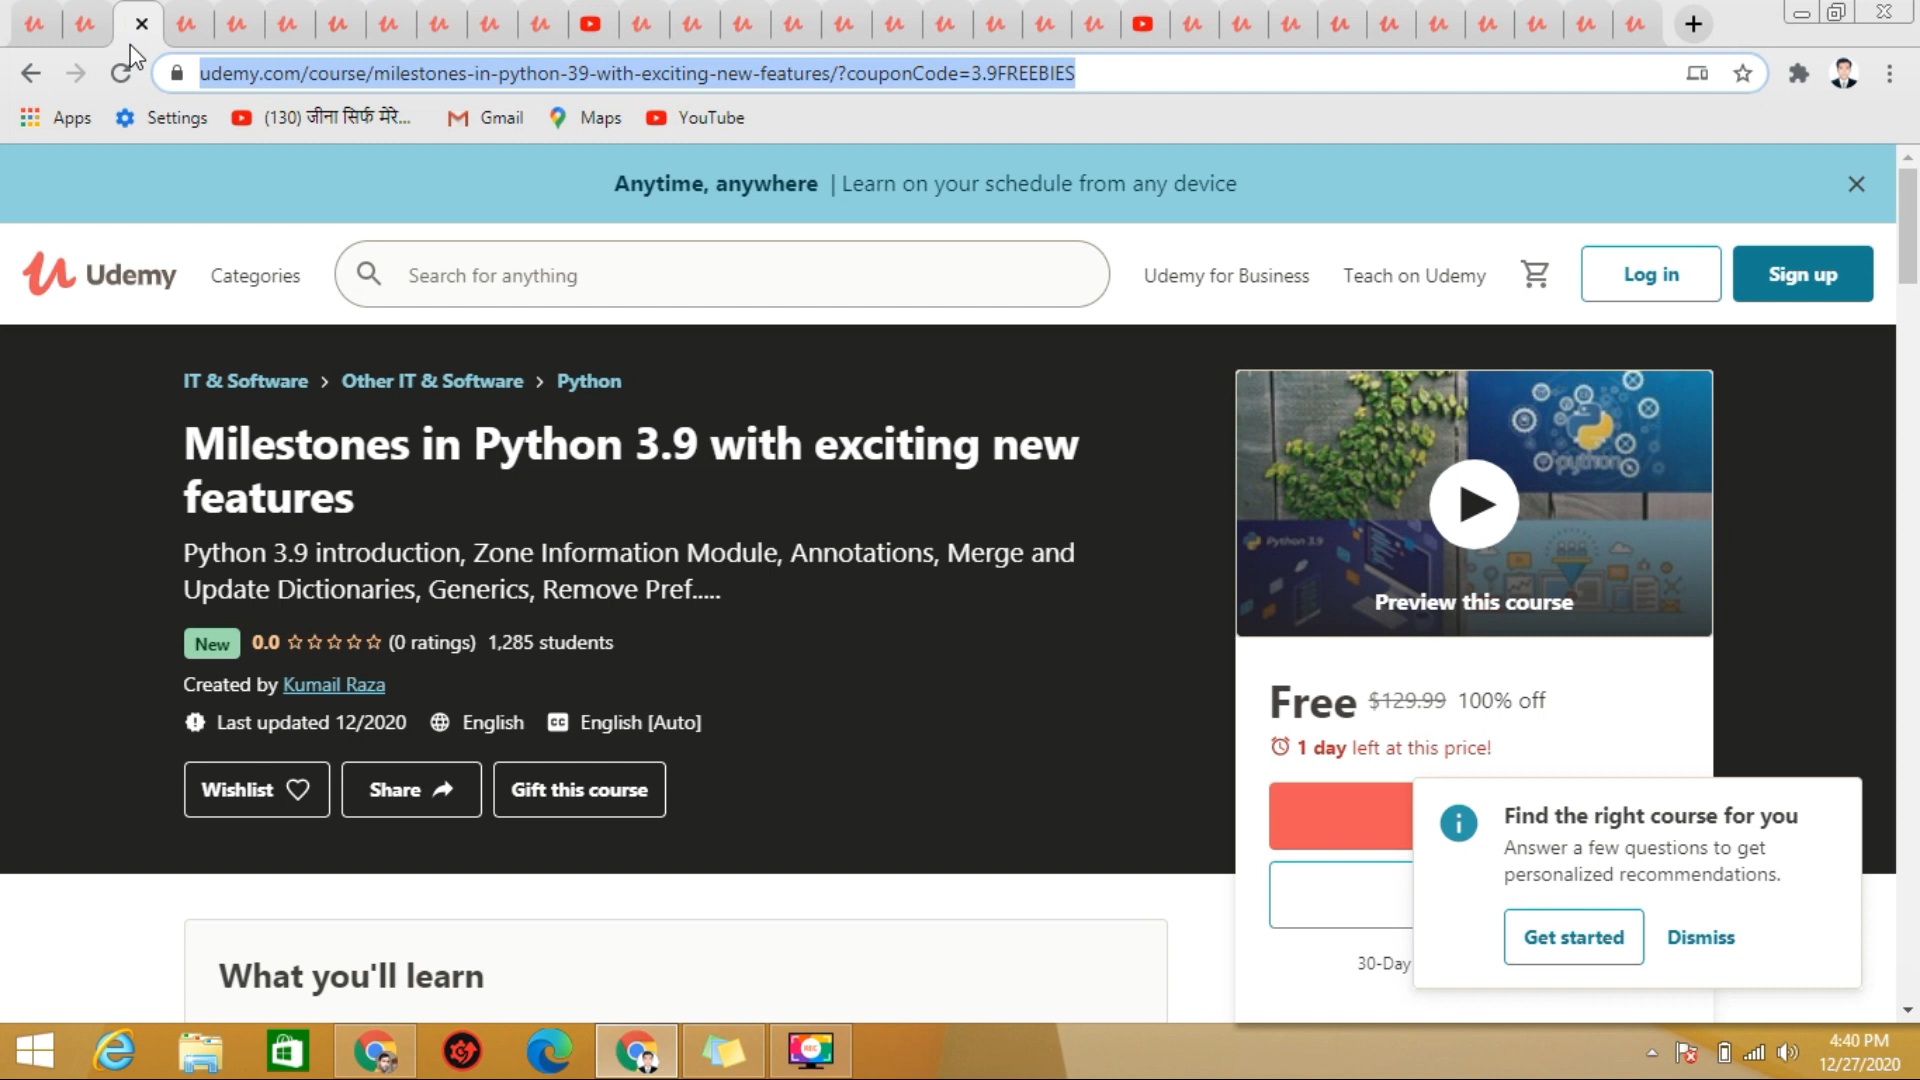 udemy.com/course/milestones-in-python-39-with-exciting-new-features/?couponCode=3.9FREEBIES
Apps Settings (130) जीना सिर्फ मेरे... Gmail Maps YouTube
Anytime, anywhere | Learn on your schedule from any device
Udemy Categories Search for anything Udemy for Business Teach on Udemy Log in Sign up
IT & Software > Other IT & Software > Python
Milestones in Python 3.9 with exciting new
features
Python 3.9 introduction, Zone Information Module, Annotations, Merge and
Update Dictionaries, Generics, Remove Pref.....
New 0.0 (0 ratings) 1,285 students
Created by Kumail Raza
Last updated 12/2020 English CC English [Auto]
Wishlist Share Gift this course
What you'll learn
python
Python 3.9
Preview this course
Free $129.99 100% off
1 day left at this price!
30-Day
Find the right course for you
Answer a few questions to get
personalized recommendations.
Get started Dismiss
REC
4:40 PM
12/27/2020